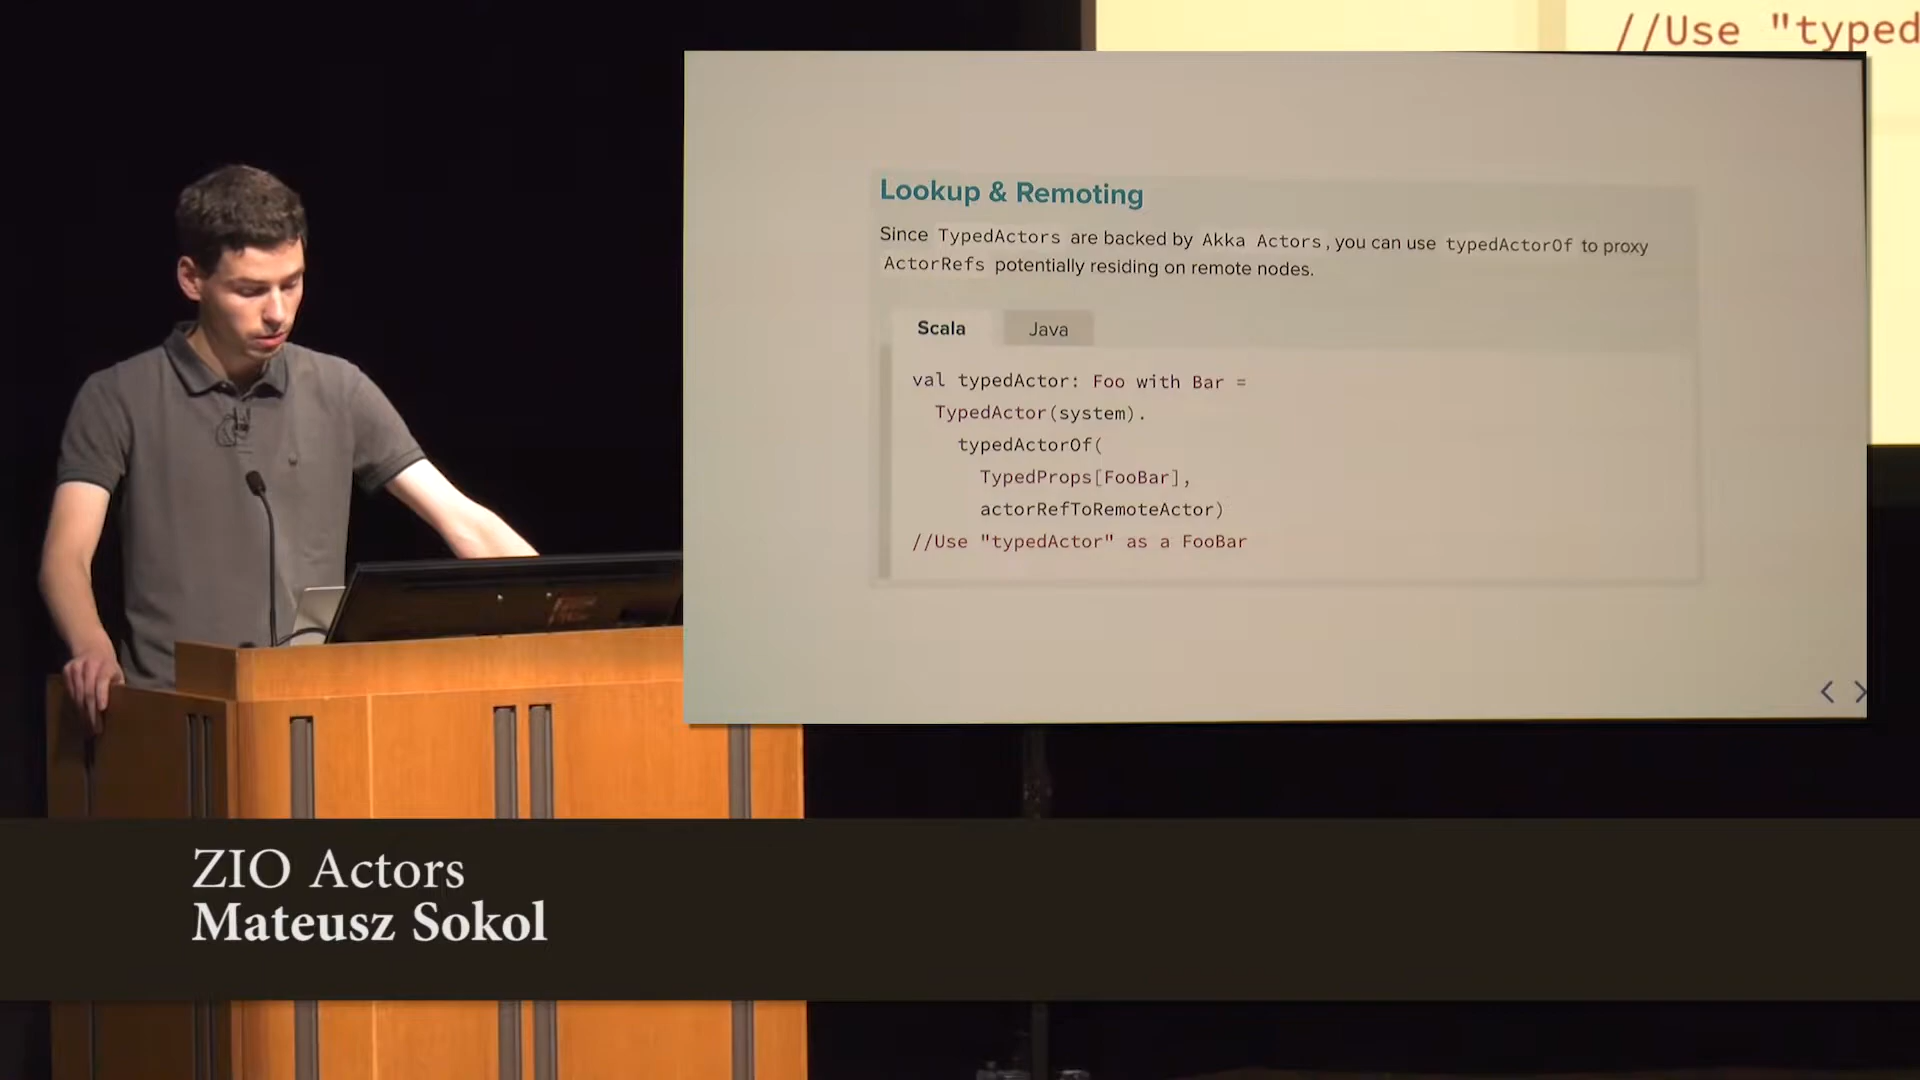 //Use "typed
Lookup & Remoting
Since TypedActors are backed by Akka Actors, you can use typedActorOf to proxy
ActorRefs potentially residing on remote nodes.
Scala Java
val typedActor: Foo with Bar =
TypedActor(system).
typedActorOf(
TypedProps[FooBar],
actorRefToRemoteActor)
//Use "typedActor" as a FooBar
ZIO Actors
Mateusz Sokol